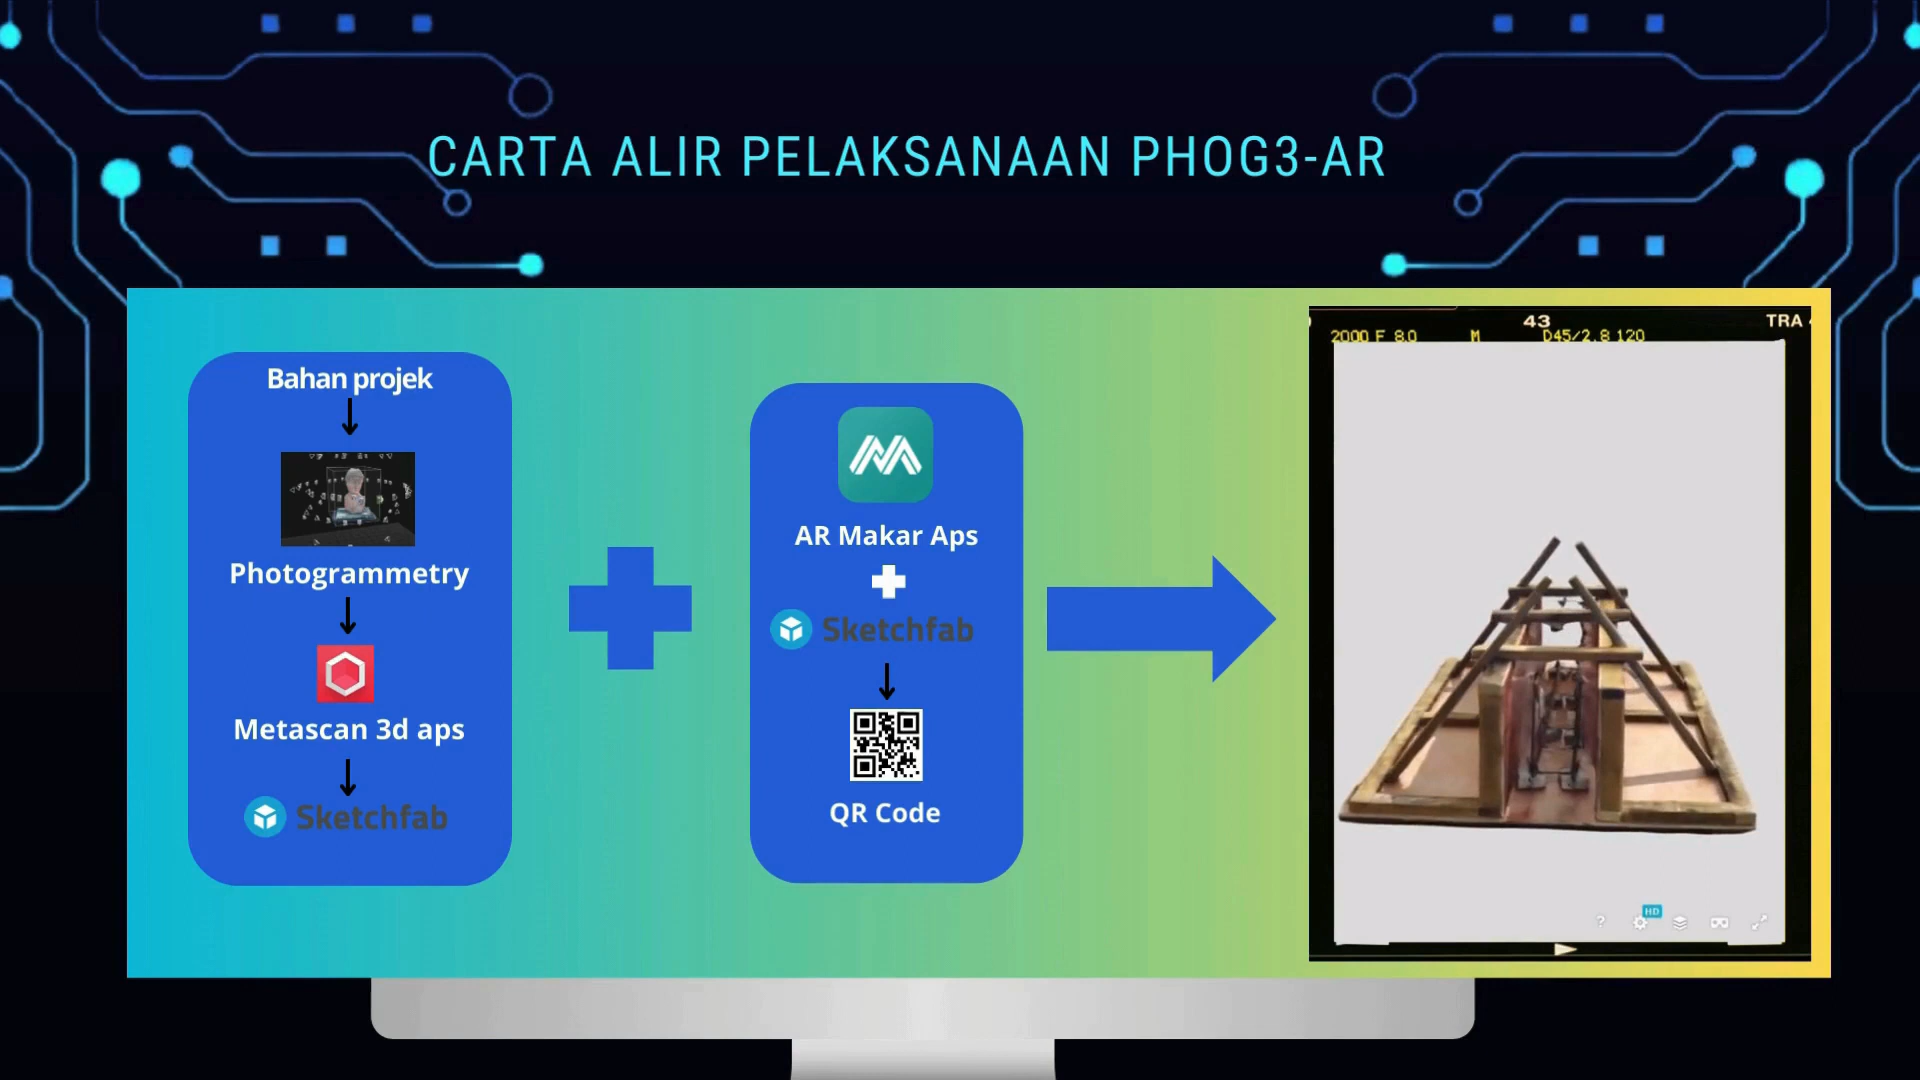 CARTA ALIR PELAKSANAAN PHOG3-AR
Bahan projek
Photogrammetry
Metascan 3d aps
Sketchfab
AR Makar Aps
Sketchfab
QR Code
43
TRA
2000 F 8.0 M D45/2.8 120
?
HD